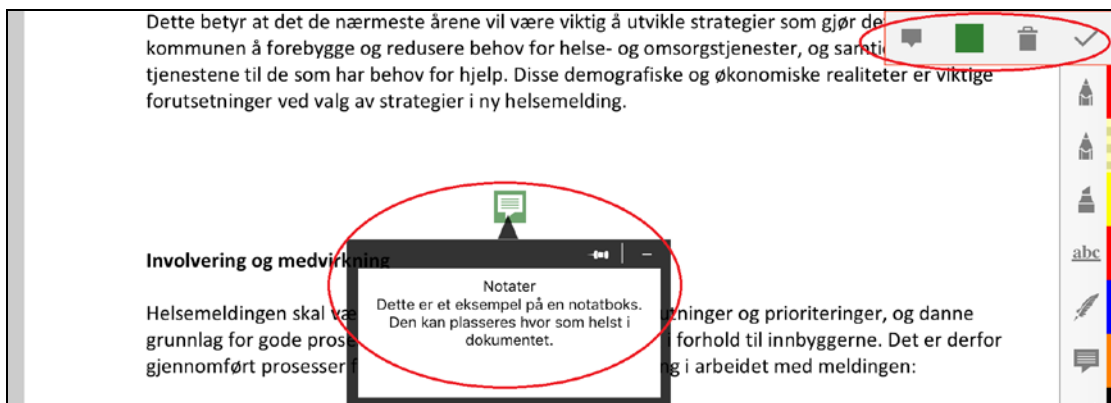 Dette betyr at det de nærmeste årene vil være viktig å utvikle strategier som gjør de
kommunen å forebygge og redusere behov for helse- og omsorgstjenester, og samti
tjenestene til de som har behov for hjelp. Disse demografiske og økonomiske realiteter er viktige
forutsetninger ved valg av strategier i ny helsemelding.
Involvering og medvirkning
Notater
Dette er et eksempel på en notatboks.
Den kan plasseres hvor som helst i
dokumentet.
Helsemeldingen skal væ utninger og prioriteringer, og danne
grunnlag for gode prose i forhold til innbyggerne. Det er derfor
gjennomført prosesser f ng i arbeidet med meldingen:
abc